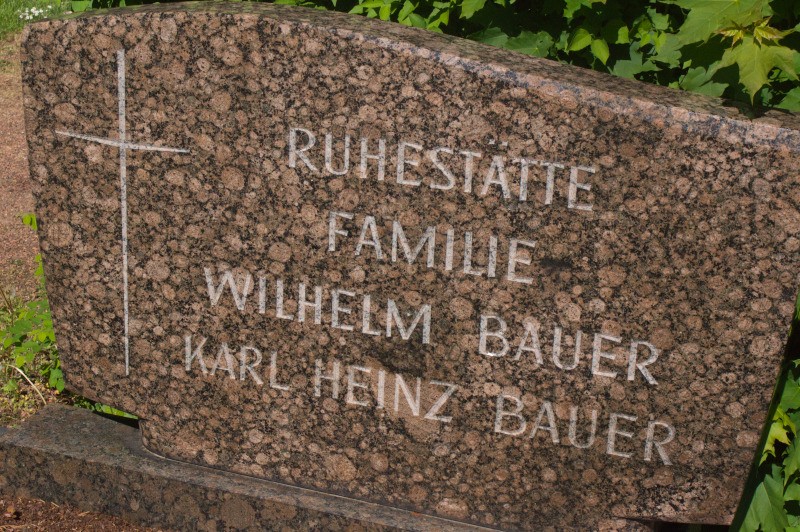 RUHESTÄTTE
FAMILIE
WILHELM BAUER
KARL HEINZ BAUER